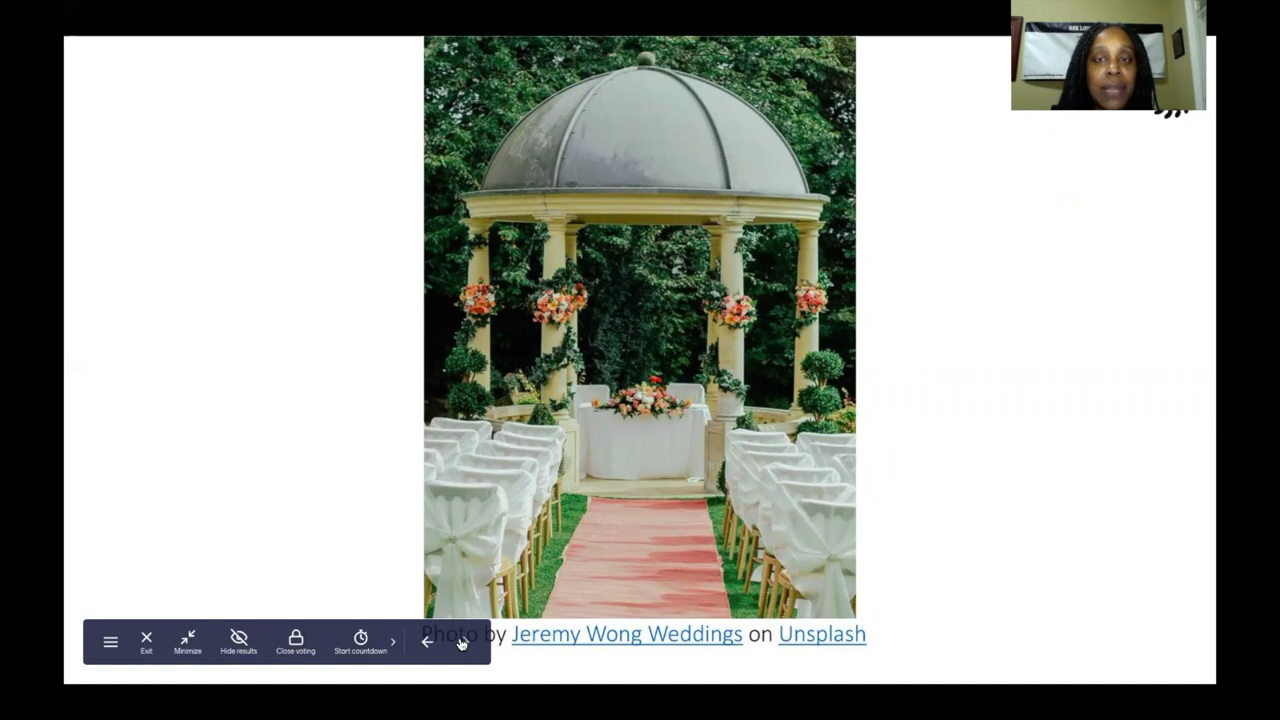 Photo by Jeremy Wong Weddings on Unsplash
Exit
Minimize
Hide results
Close voting
Start countdown